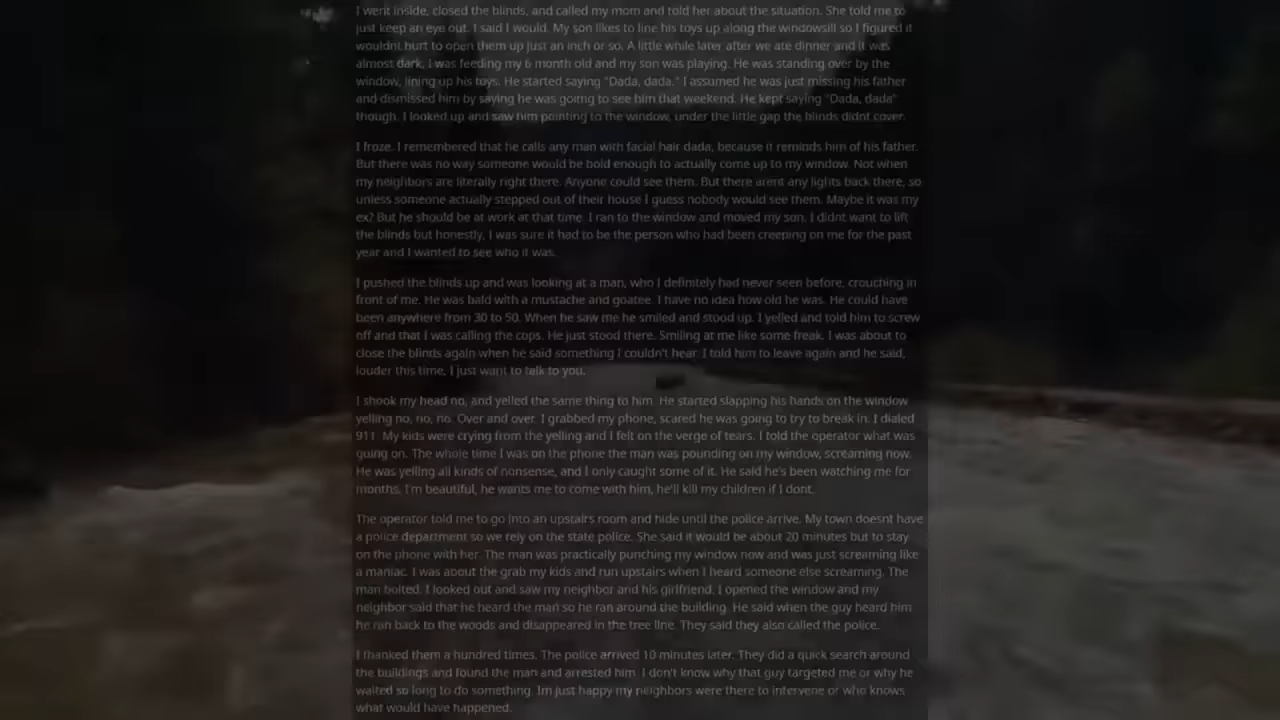 I went inside, closed the blinds, and called my mom and told her about the situation. She told me to
just keep an eye out. I said I would. My son likes to line his toys up along the windowsill so I figured it
wouldnt hurt to open them up just an inch or so. A little while later after we ate dinner and it was
almost dark, I was feeding my 6 month old and my son was playing. He was standing over by the
window, lining up his toys. He started saying "Dada, dada." I assumed he was just missing his father
and dismissed him by saying he was going to see him that weekend. He kept saying "Dada, dada"
though. I looked up and saw him pointing to the window, under the little gap the blinds didnt cover.
I froze. I remembered that he calls any man with facial hair dada, because it reminds him of his father.
But there was no way someone would be bold enough to actually come up to my window. Not when
my neighbors are literally right there. Anyone could see them. But there arent any lights back there, so
unless someone actually stepped out of their house I guess nobody would see them. Maybe it was my
ex? But he should be at work at that time. I ran to the window and moved my son. I didnt want to lift
the blinds but honestly, I was sure it had to be the person who had been creeping on me for the past
year and I wanted to see who it was.
I pushed the blinds up and was looking at a man, who I definitely had never seen before, crouching in
front of me. He was bald with a mustache and goatee. I have no idea how old he was. He could have
been anywhere from 30 to 50. When he saw me he smiled and stood up. I yelled and told him to screw
off and that I was calling the cops. He just stood there. Smiling at me like some freak. I was about to
close the blinds again when he said something I couldn't hear. I told him to leave again and he said,
louder this time, I just want to talk to you.
I shook my head no, and yelled the same thing to him. He started slapping his hands on the window
yelling no, no, no. Over and over. I grabbed my phone, scared he was going to try to break in. I dialed
911. My kids were crying from the yelling and I felt on the verge of tears. I told the operator what was
going on. The whole time I was on the phone the man was pounding on my window, screaming now.
He was yelling all kinds of nonsense, and I only caught some of it. He said he's been watching me for
months. I'm beautiful, he wants me to come with him, he'll kill my children if I dont.
The operator told me to go into an upstairs room and hide until the police arrive. My town doesnt have
a police department so we rely on the state police. She said it would be about 20 minutes but to stay
on the phone with her. The man was practically punching my window now and was just screaming like
a maniac. I was about the grab my kids and run upstairs when I heard someone else screaming. The
man bolted. I looked out and saw my neighbor and his girlfriend. I opened the window and my
neighbor said that he heard the man so he ran around the building. He said when the guy heard him
he ran back to the woods and disappeared in the tree line. They said they also called the police.
I thanked them a hundred times. The police arrived 10 minutes later. They did a quick search around
the buildings and found the man and arrested him. I don't know why that guy targeted me or why he
waited so long to do something. Im just happy my neighbors were there to intervene or who knows
what would have happened.